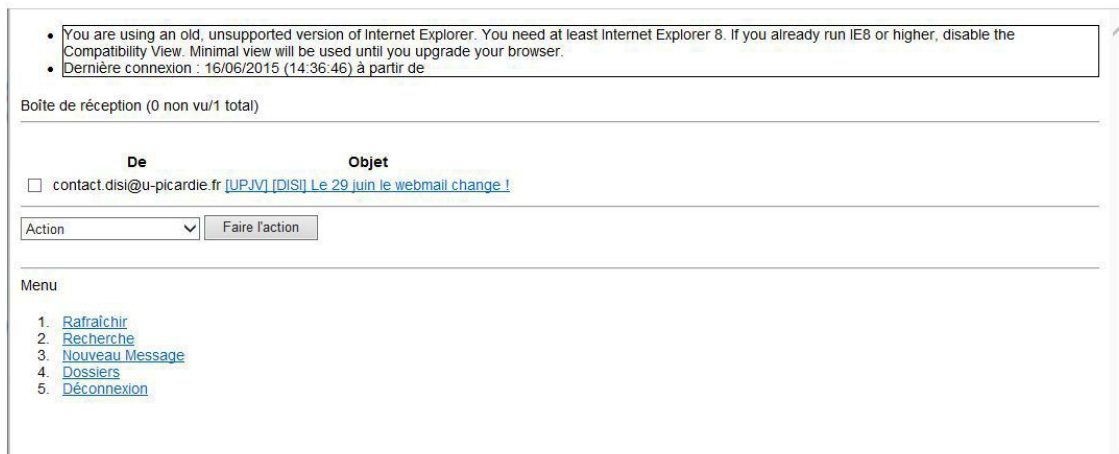 You are using an old, unsupported version of Internet Explorer. You need at least Internet Explorer 8. If you already run IE8 or higher, disable the
Compatibility View. Minimal view will be used until you upgrade your browser.
Dernière connexion : 16/06/2015 (14:36:46) à partir de
Boîte de réception (0 non vu/1 total)
De Objet
contact.disi@u-picardie.fr [UPJV] [DISI] Le 29 juin le webmail change !
Action Faire l'action
Menu
1. Rafraîchir
2. Recherche
3. Nouveau Message
4. Dossiers
5. Déconnexion